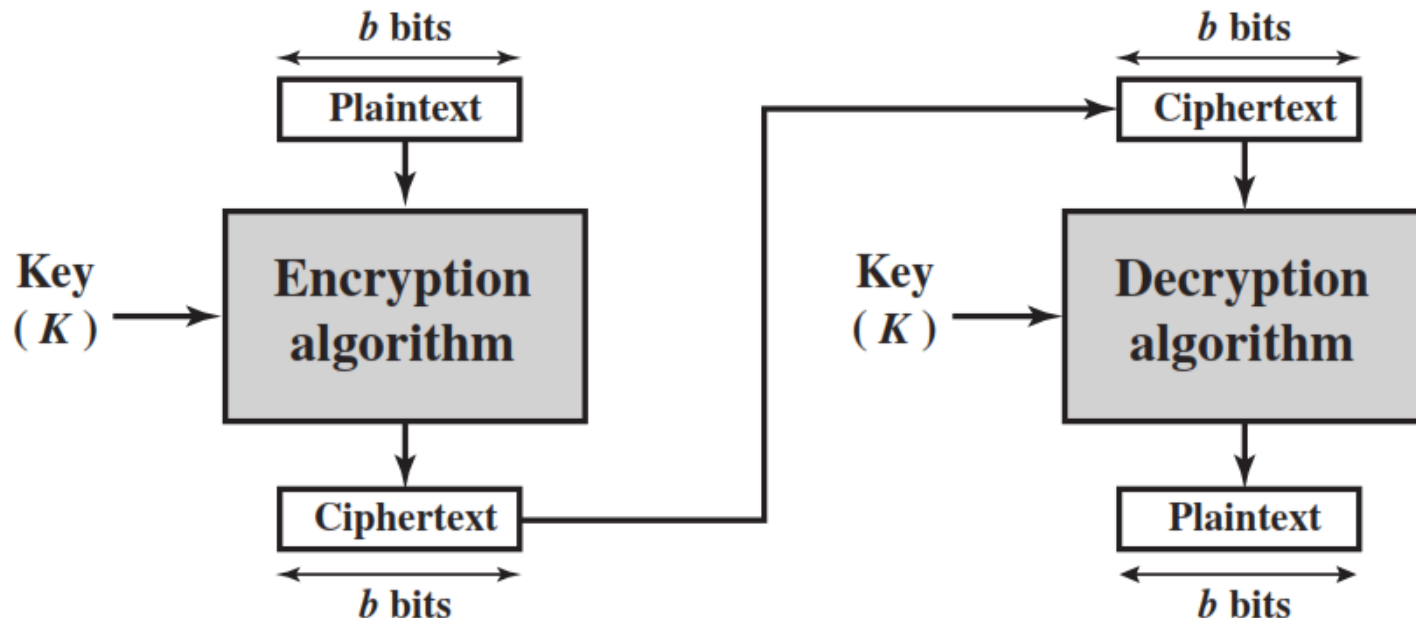 b bits
Plaintext
Key
( K )
Encryption
algorithm
Ciphertext
b bits
b bits
Ciphertext
Key
( K )
Decryption
algorithm
Plaintext
b bits